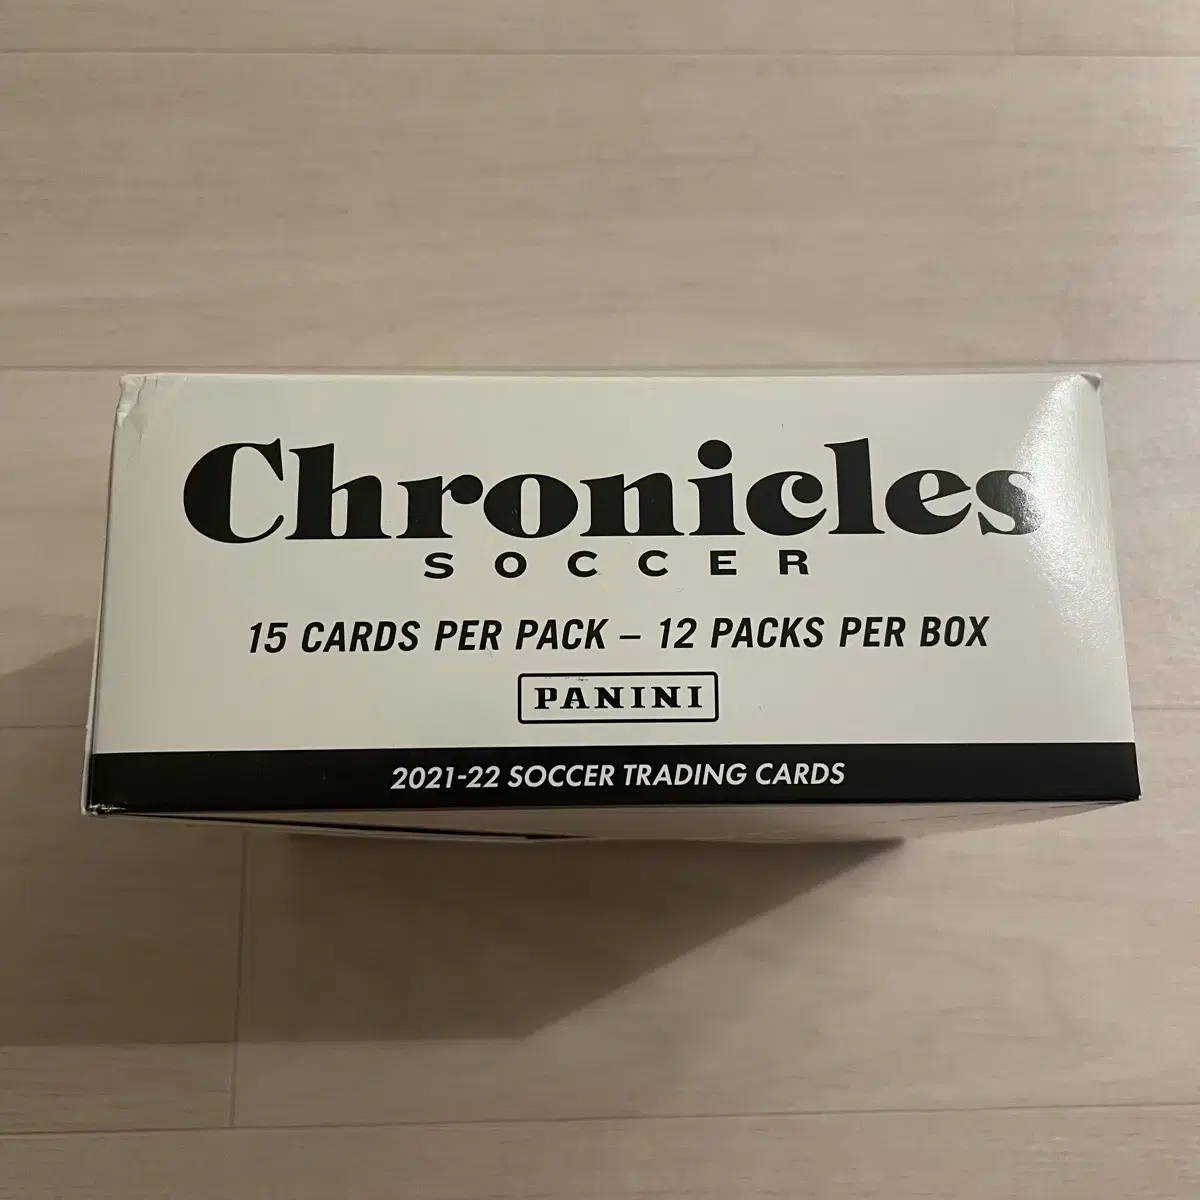 Chronicles
SOCCER
15 CARDS PER PACK – 12 PACKS PER BOX
PANINI
2021-22 SOCCER TRADING CARDS